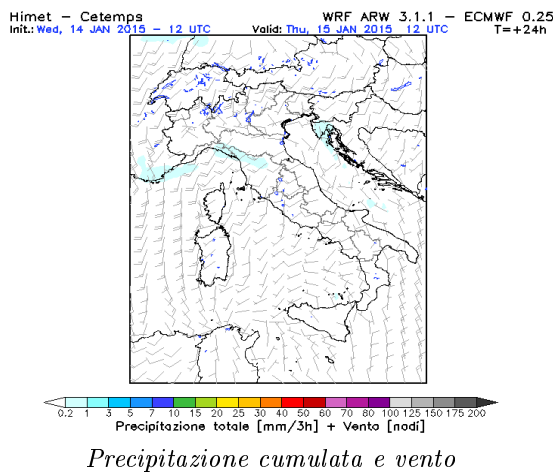 Himet – Cetemps WRF ARW 3.1.1 – ECMWF 0.25
Init.: Wed, 14 JAN 2015 – 12 UTC Valid: Thu, 15 JAN 2015 12 UTC T=+24h
0.2 1 3 5 7 10 15 20 25 30 40 50 60 70 80 100 125 150 175 200
Precipitazione totale [mm/3h] + Vento [nodi]
Precipitazione cumulata e vento